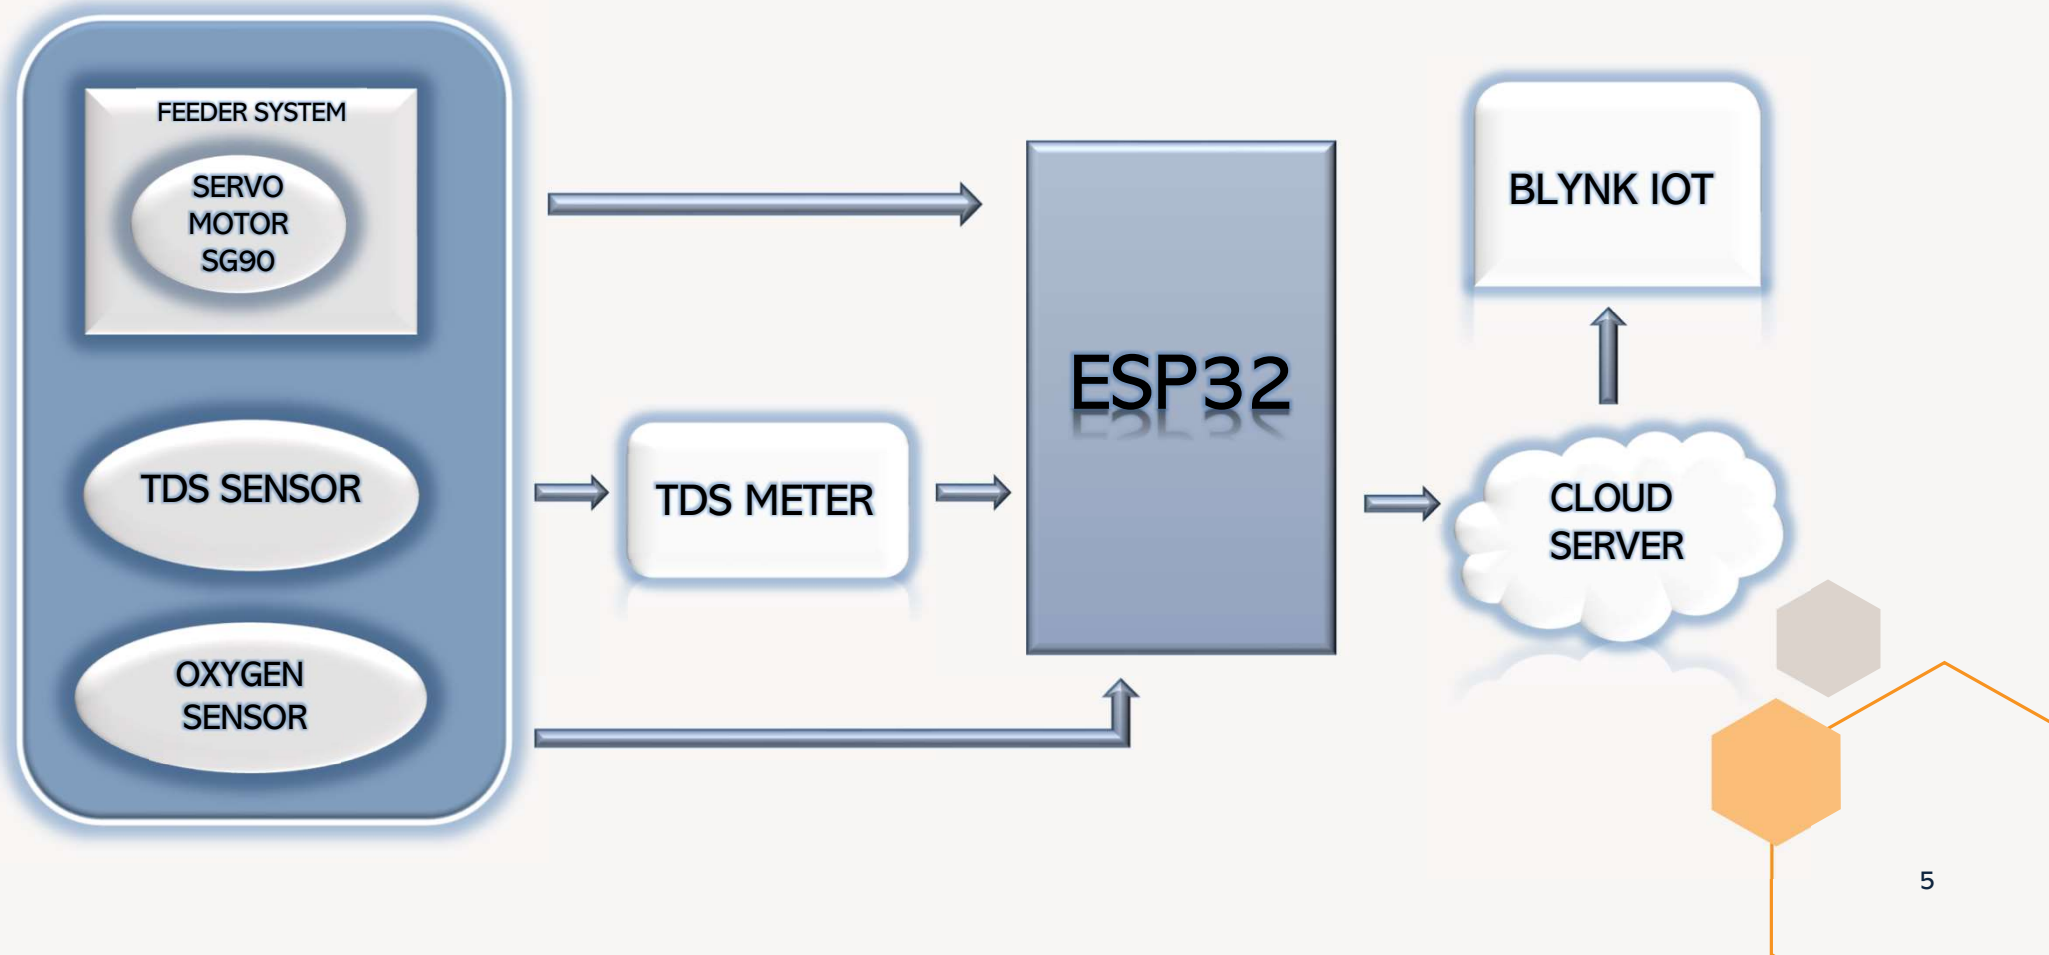 FEEDER SYSTEM
SERVO
MOTOR
SG90
TDS SENSOR
OXYGEN
SENSOR
TDS METER
ESP32
BLYNK IOT
CLOUD
SERVER
5